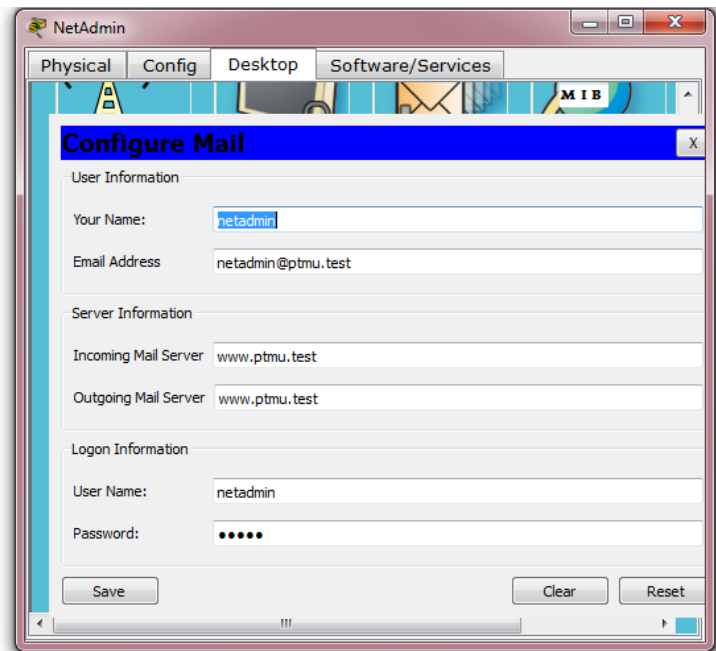 NetAdmin
Physical Config Desktop Software/Services
MIB
Configure Mail X
User Information
Your Name: netadmin
Email Address netadmin@ptmu.test
Server Information
Incoming Mail Server www.ptmu.test
Outgoing Mail Server www.ptmu.test
Logon Information
User Name: netadmin
Password: •••••
Save Clear Reset